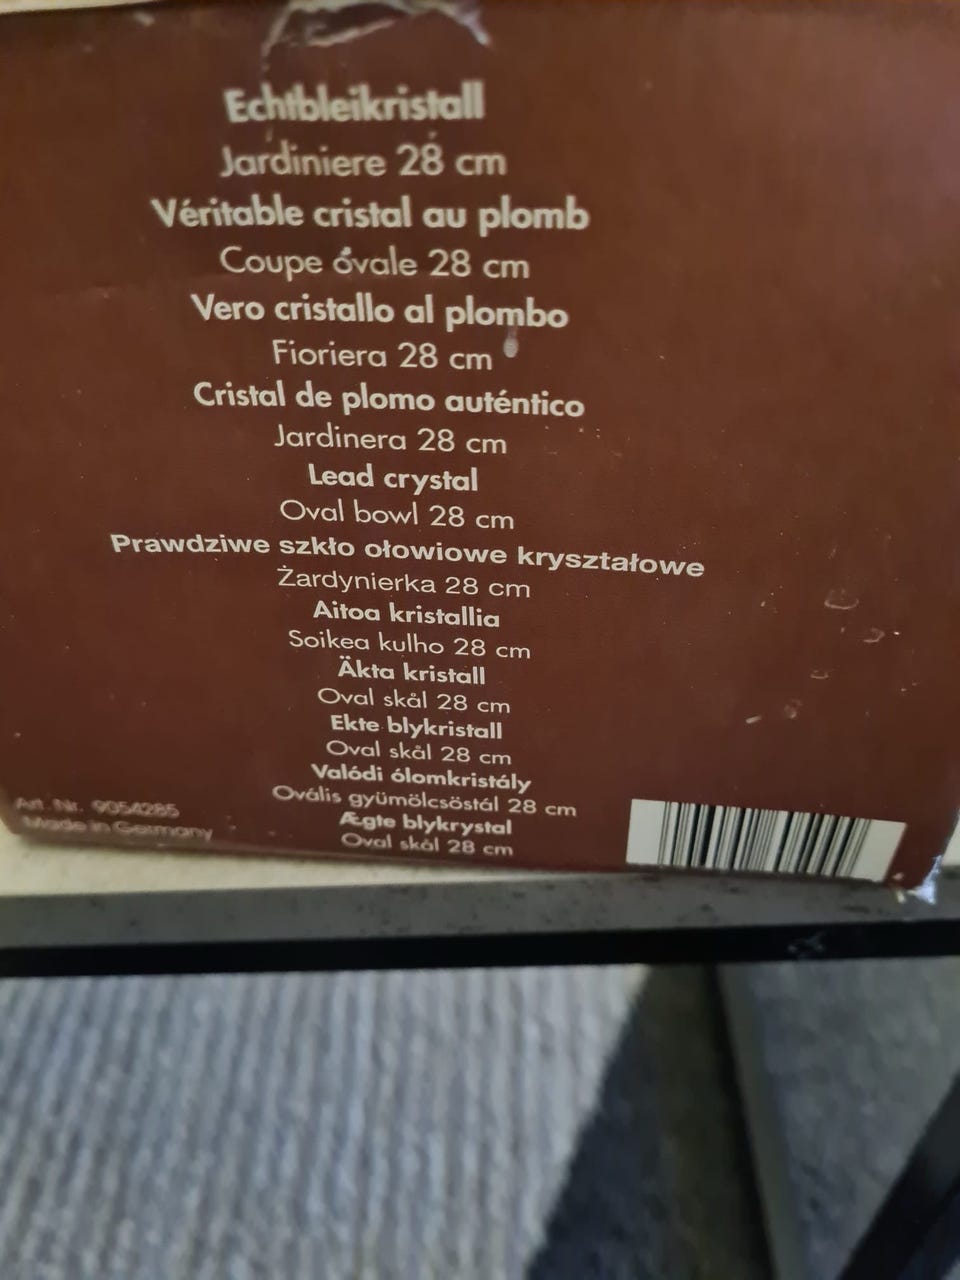 Echtbleikristall
Jardiniere 28 cm
Véritable cristal au plomb
Coupe ovale 28 cm
Vero cristallo al plombo
Fioriera 28 cm
Cristal de plomo auténtico
Jardinera 28 cm
Lead crystal
Oval bowl 28 cm
Prawdziwe szkło ołowiowe kryształowe
Żardynierka 28 cm
Aitoa kristallia
Soikea kulho 28 cm
Äkta kristall
Oval skål 28 cm
Ekte blykristall
Oval skål 28 cm
Valódi ólomkristály
Ovális gyümölcsöstál 28 cm
Ægte blykrystal
Oval skål 28 cm
Art. Nr. 9054285
Made in Germany